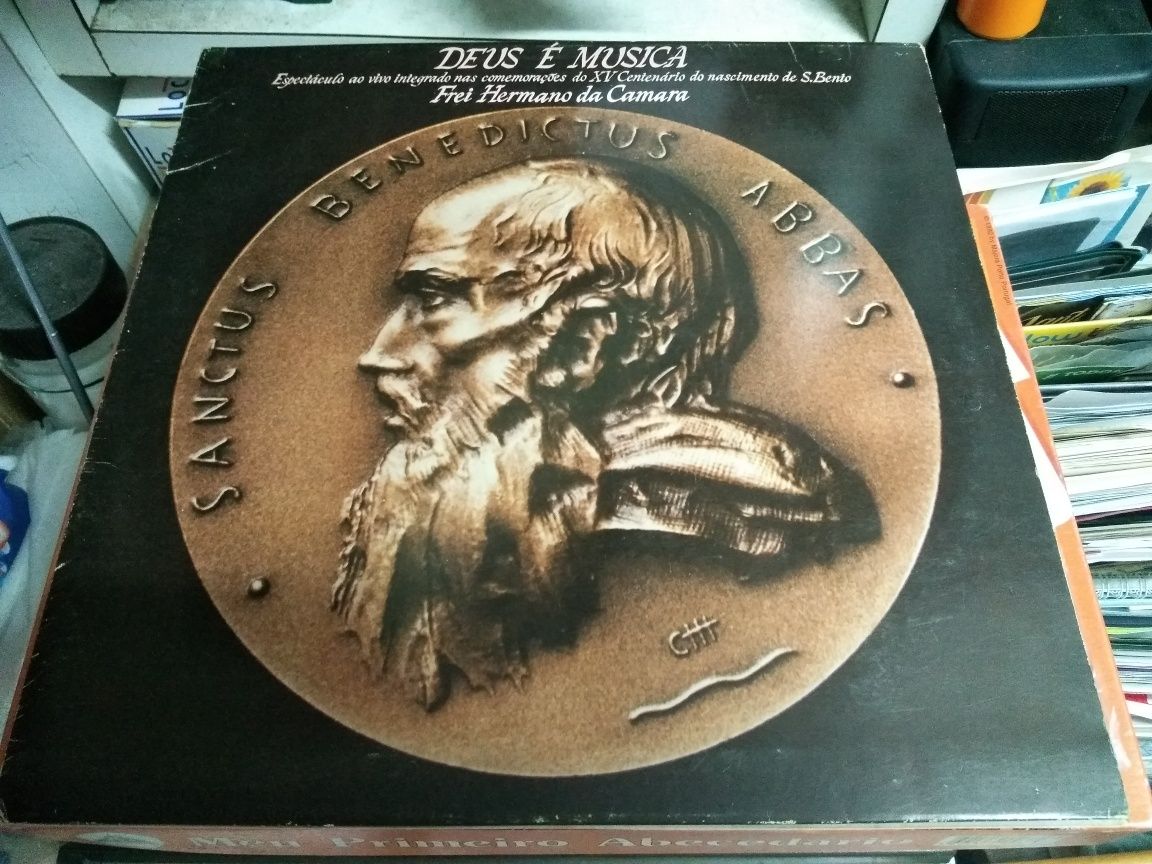 DEUS É MUSICA
Espectáculo ao vivo integrado nas comemorações do XV Centenário do nascimento de S.Bento
Frei Hermano da Camara
SANCTUS BENEDICTUS ABBAS
Meu Primeiro Abecedário